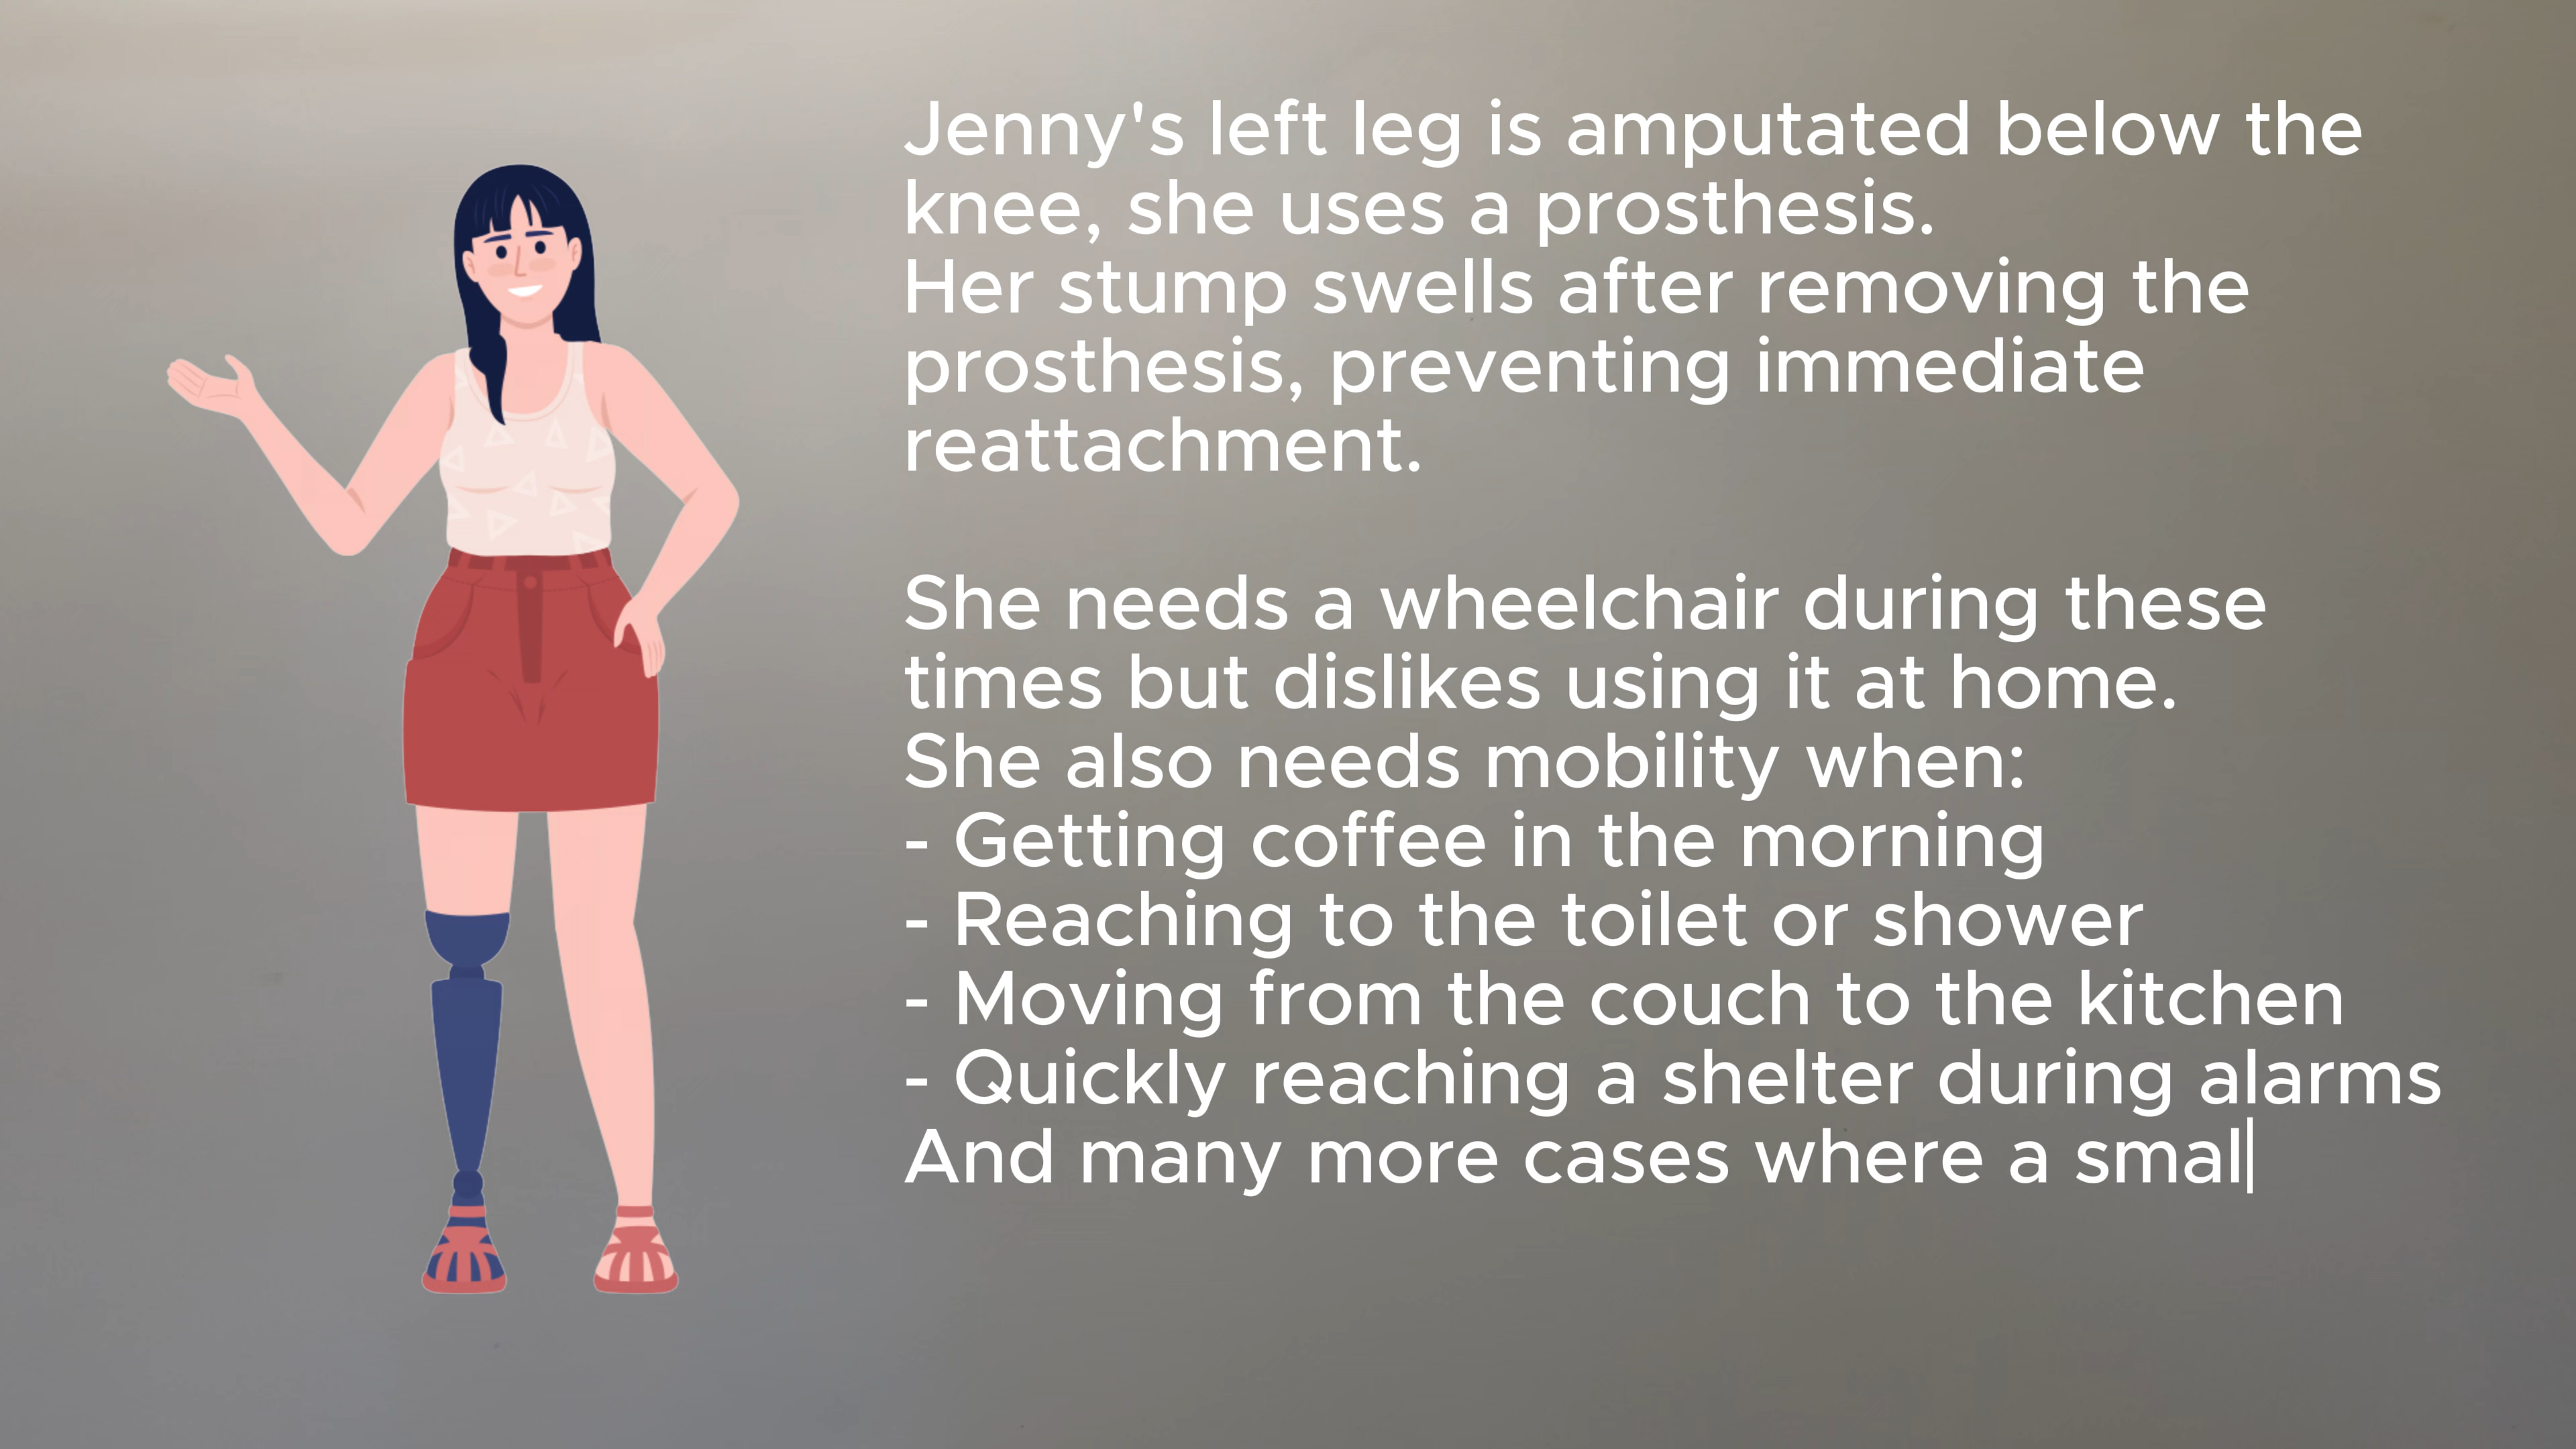 Jenny's left leg is amputated below the
knee, she uses a prosthesis.
Her stump swells after removing the
prosthesis, preventing immediate
reattachment.
She needs a wheelchair during these
times but dislikes using it at home.
She also needs mobility when:
- Getting coffee in the morning
- Reaching to the toilet or shower
- Moving from the couch to the kitchen
- Quickly reaching a shelter during alarms
And many more cases where a smal